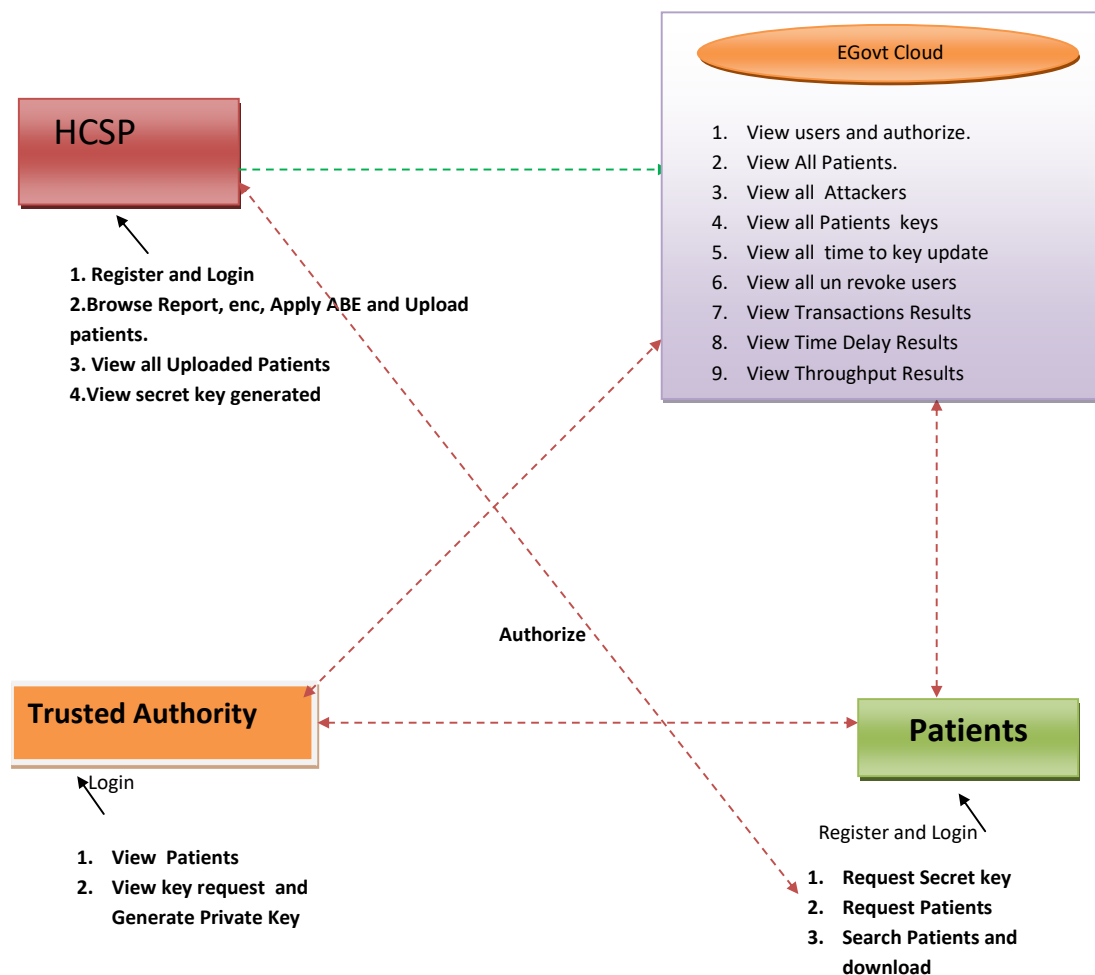 EGovt Cloud
HCSP
1. View users and authorize.
2. View All Patients.
3. View all Attackers
4. View all Patients keys
5. View all time to key update
6. View all un revoke users
7. View Transactions Results
8. View Time Delay Results
9. View Throughput Results
1. Register and Login
2.Browse Report, enc, Apply ABE and Upload
patients.
3. View all Uploaded Patients
4.View secret key generated
Authorize
Trusted Authority
Patients
Login
Register and Login
1. View Patients
2. View key request and
Generate Private Key
1. Request Secret key
2. Request Patients
3. Search Patients and
download